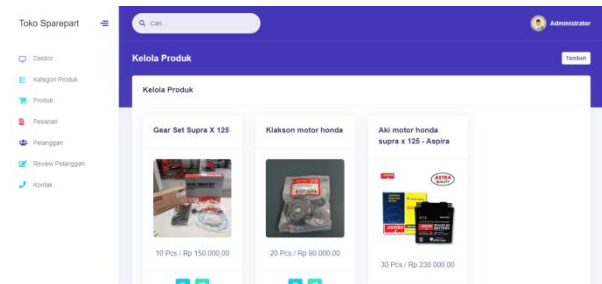 Toko Sparepart
Cari...
Administrator
Dasbor
Kategori Produk
Produk
Pesanan
Pelanggan
Review Pelanggan
Kontak
Kelola Produk
Tambah
Kelola Produk
Gear Set Supra X 125
10 Pcs / Rp 150.000,00
Klakson motor honda
20 Pcs / Rp 90.000,00
Aki motor honda
supra x 125 - Aspira
ASTRA
30 Pcs / Rp 230.000,00